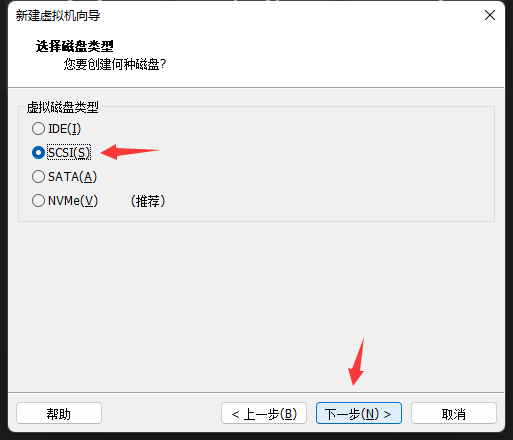 新建虚拟机向导
选择磁盘类型
您要创建何种磁盘?
虚拟磁盘类型
IDE(I)
SCSI(S)
SATA(A)
NVMe(V) (推荐)
帮助 < 上一步(B) 下一步(N) > 取消